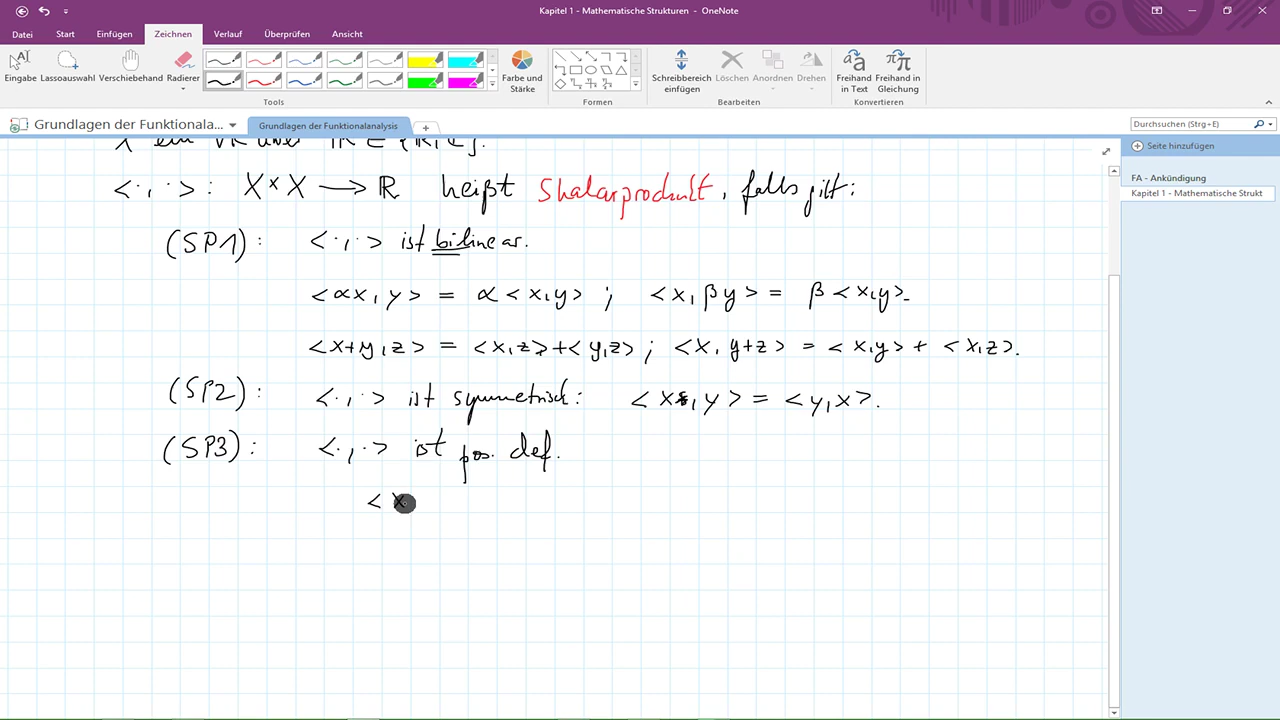 Kapitel 1 - Mathematische Strukturen - OneNote
Datei Start Einfügen Zeichnen Verlauf Überprüfen Ansicht
Eingabe Lassoauswahl Verschiebehand Radierer
Farbe und Stärke
Schreibbereich einfügen
Löschen Anordnen Drehen
Freihand in Text
Freihand in Gleichung
Tools Formen Bearbeiten Konvertieren
Grundlagen der Funktionala...
Grundlagen der Funktionalanalysis
Durchsuchen (Strg+E)
Seite hinzufügen
FA - Ankündigung
Kapitel 1 - Mathematische Strukt
X ein VR über
<·,·> : X × X → ℝ heißt Skalarprodukt, falls gilt:
(SP1): <·,·> ist bilinear.
<αx,y> = α<x,y> ; <x,βy> = β<x,y>.
<x+y,z> = <x,z>+<y,z> ; <x,y+z> = <x,y> + <x,z>.
(SP2): <·,·> ist symmetrisch: <x,y> = <y,x>.
(SP3): <·,·> ist pos. def.
<x